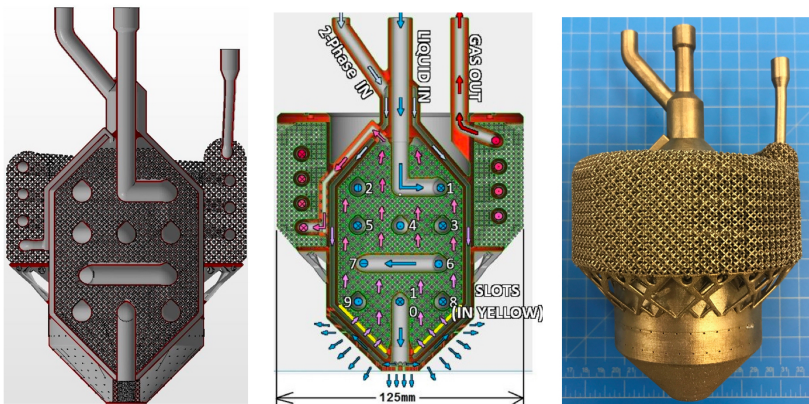 2-Phase IN
LIQUID IN
GAS OUT
2 1
5 4 3
7 6
9 1
0 8
SLOTS
(IN YELLOW)
125mm